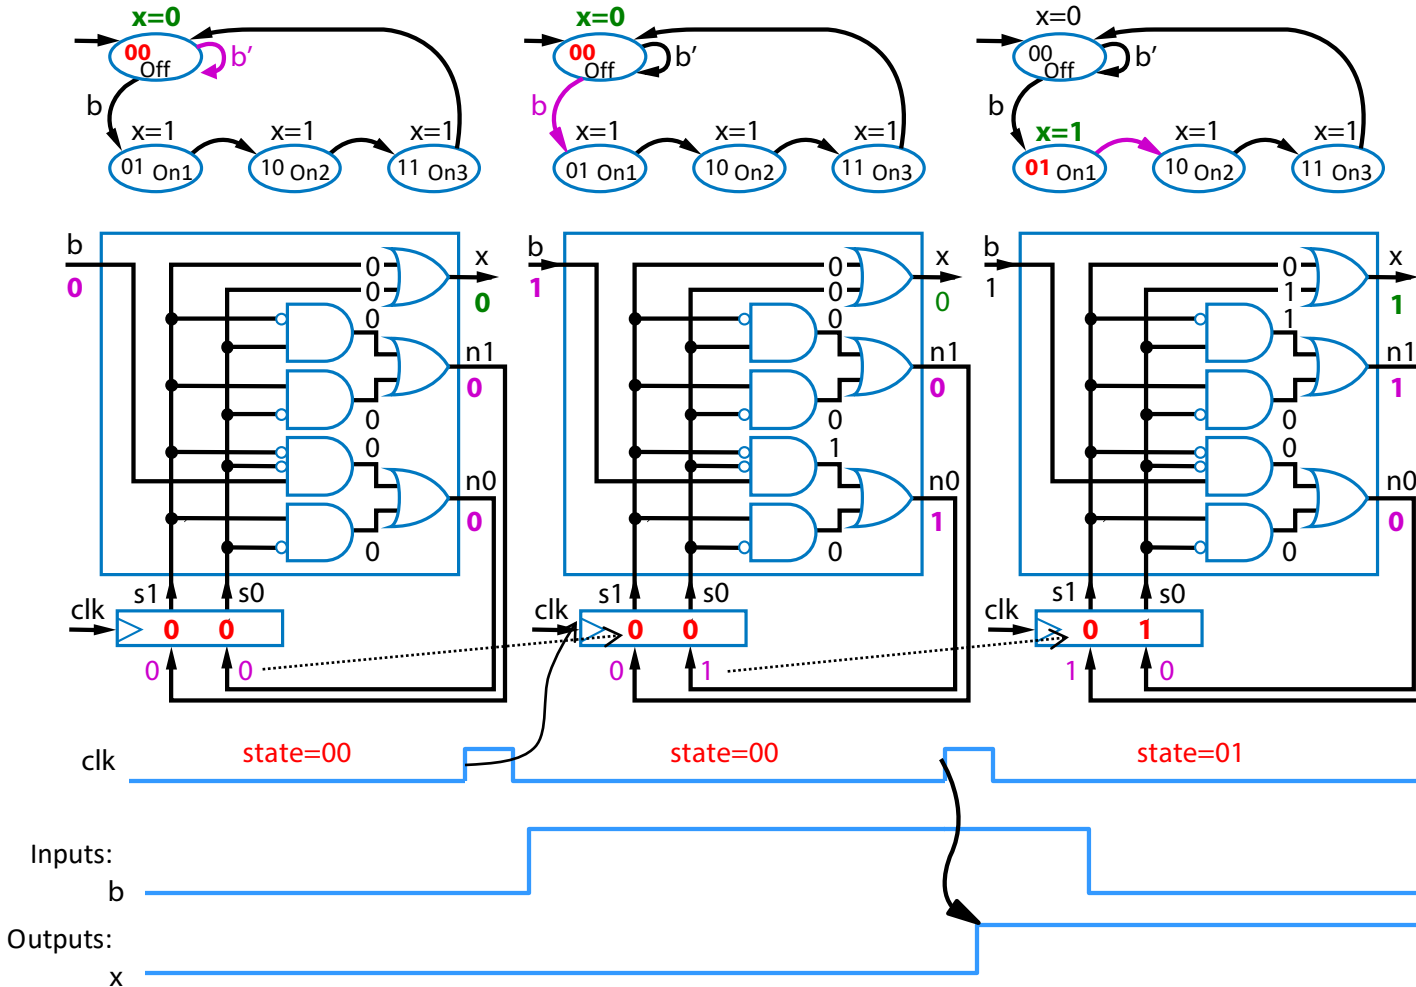 x=0 x=0 x=0
00 Off b’ 00 Off b’ 00 Off b’
b b b
x=1 x=1 x=1 x=1 x=1 x=1 x=1 x=1 x=1
01 On1 10 On2 11 On3 01 On1 10 On2 11 On3 01 On1 10 On2 11 On3
b x b x b x
0 0 0 1 0 0 1 0 1
0 0 1
0 0 1
n1 n1 n1
0 0 1
0 0 0
0 1 0
n0 n0 n0
0 1 0
0 0 0
s1 s0 s1 s0 s1 s0
clk clk clk
0 0 0 0 0 1
0 0 0 1 1 0
clk state=00 state=00 state=01
Inputs:
b
Outputs:
x